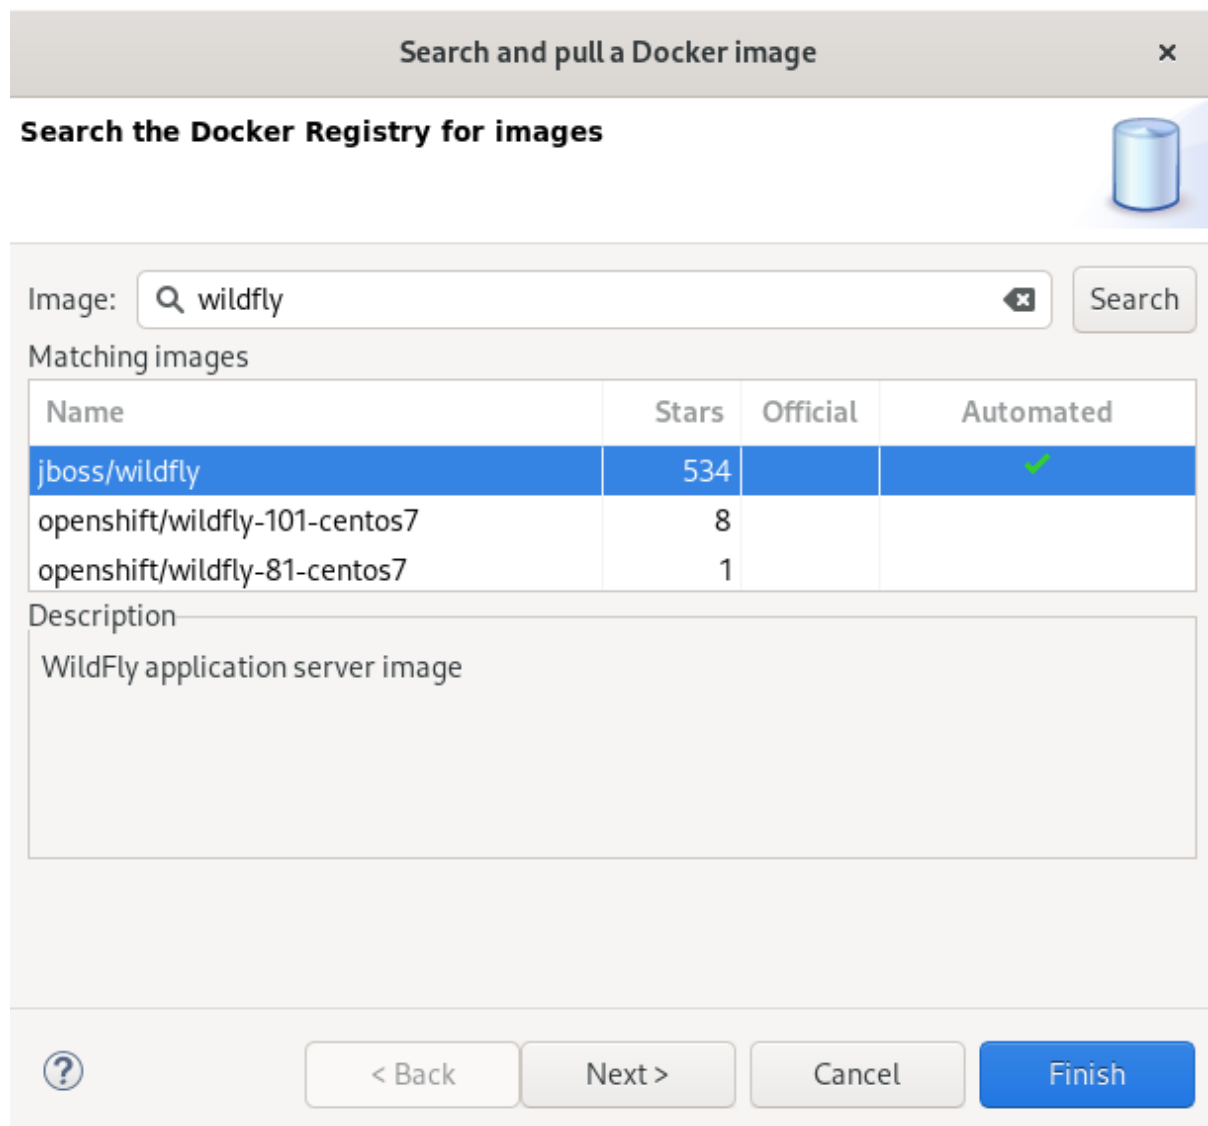 Search and pull a Docker image
Search the Docker Registry for images
Image: wildfly Search
Matching images
Name Stars Official Automated
jboss/wildfly 534
openshift/wildfly-101-centos7 8
openshift/wildfly-81-centos7 1
Description
WildFly application server image
< Back Next > Cancel Finish